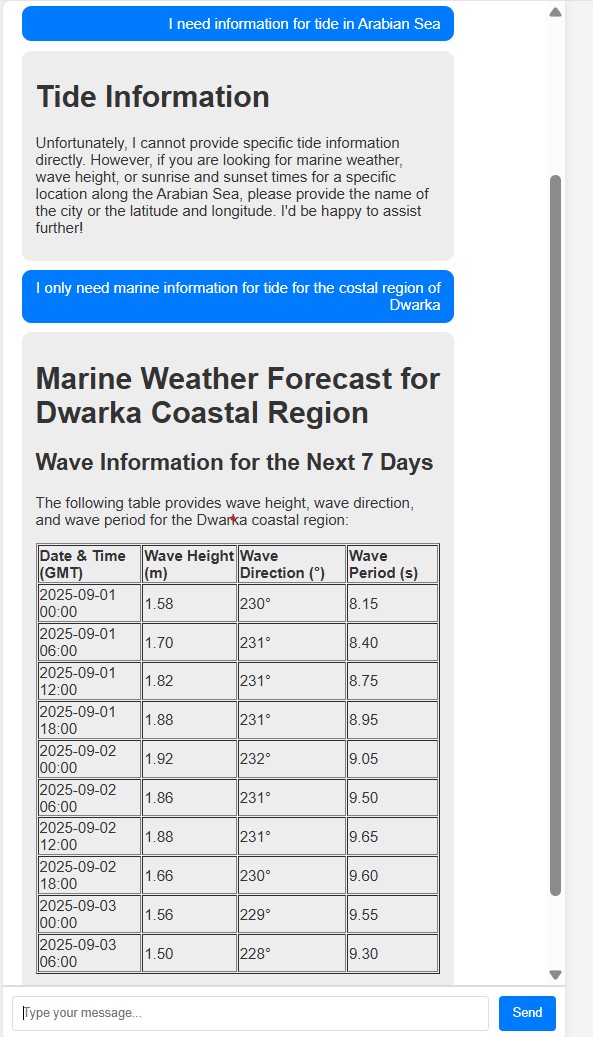 I need information for tide in Arabian Sea
Tide Information
Unfortunately, I cannot provide specific tide information
directly. However, if you are looking for marine weather,
wave height, or sunrise and sunset times for a specific
location along the Arabian Sea, please provide the name of
the city or the latitude and longitude. I'd be happy to assist
further!
I only need marine information for tide for the costal region of
Dwarka
Marine Weather Forecast for
Dwarka Coastal Region
Wave Information for the Next 7 Days
The following table provides wave height, wave direction,
and wave period for the Dwarka coastal region:
Date & Time (GMT) Wave Height (m) Wave Direction (°) Wave Period (s)
2025-09-01 00:00 1.58 230° 8.15
2025-09-01 06:00 1.70 231° 8.40
2025-09-01 12:00 1.82 231° 8.75
2025-09-01 18:00 1.88 231° 8.95
2025-09-02 00:00 1.92 232° 9.05
2025-09-02 06:00 1.86 231° 9.50
2025-09-02 12:00 1.88 231° 9.65
2025-09-02 18:00 1.66 230° 9.60
2025-09-03 00:00 1.56 229° 9.55
2025-09-03 06:00 1.50 228° 9.30
Type your message...
Send